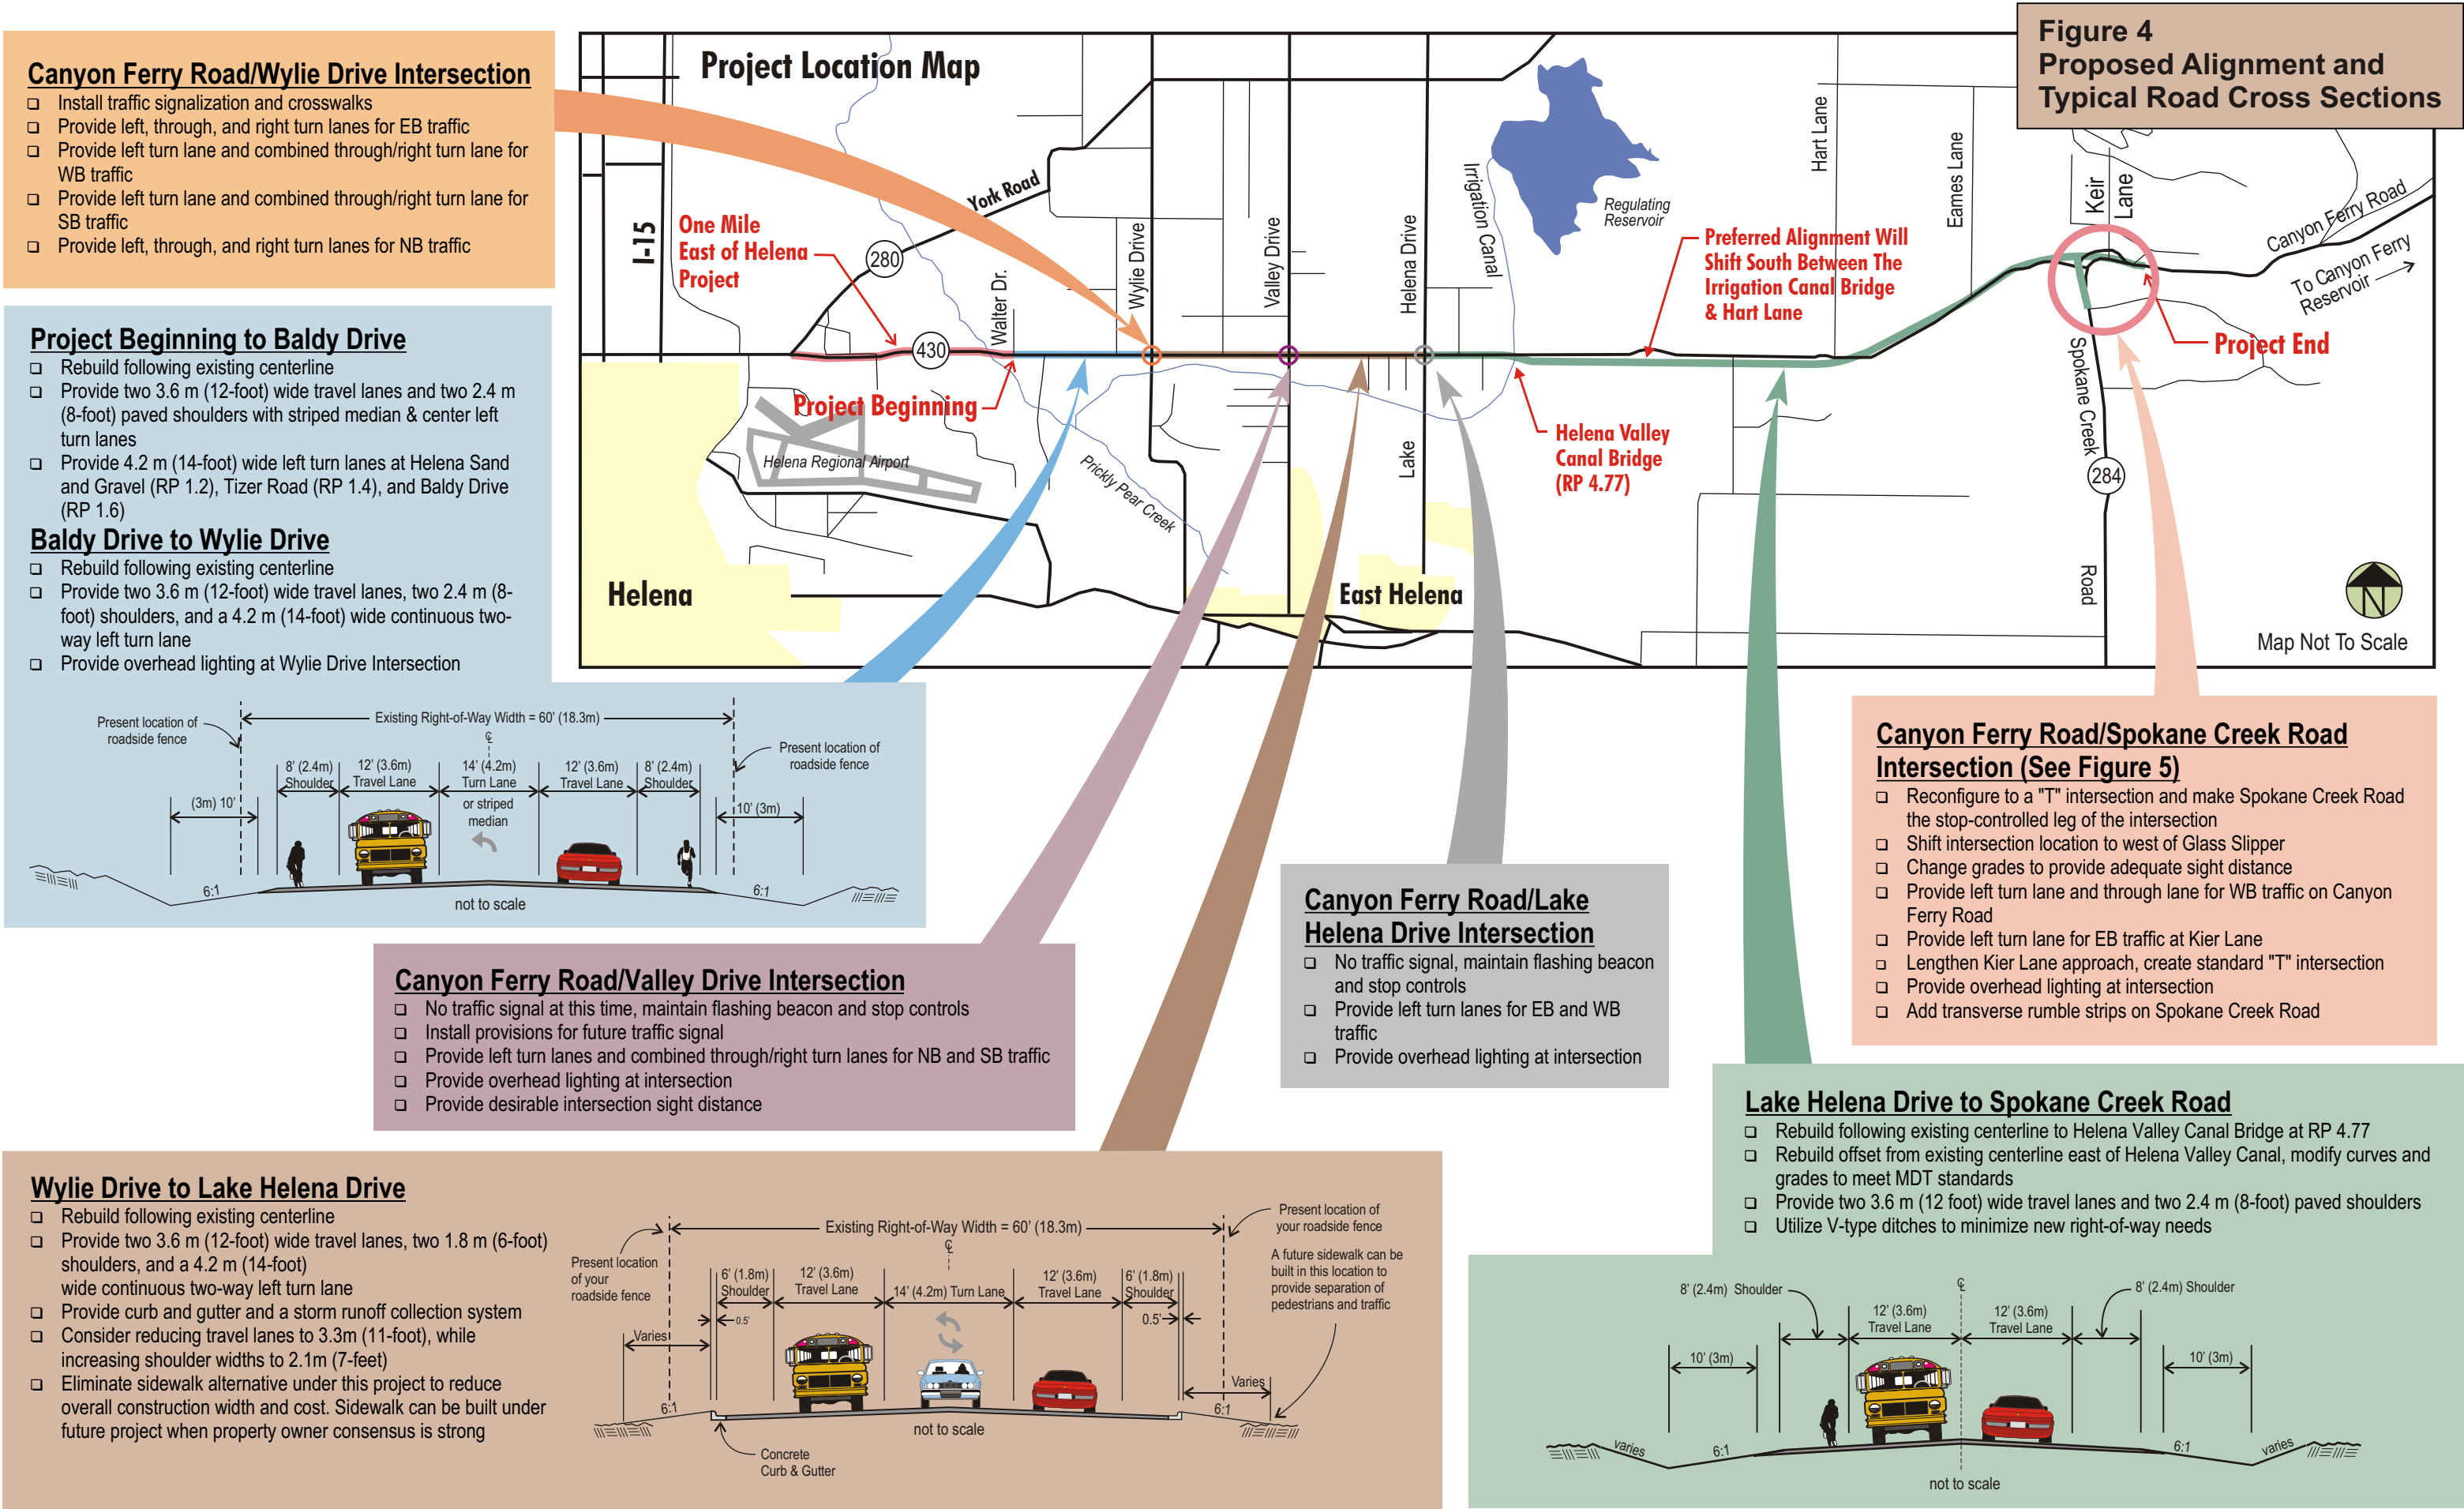 Figure 4
Proposed Alignment and
Typical Road Cross Sections
Canyon Ferry Road/Wylie Drive Intersection
❑ Install traffic signalization and crosswalks
❑ Provide left, through, and right turn lanes for EB traffic
❑ Provide left turn lane and combined through/right turn lane for
WB traffic
❑ Provide left turn lane and combined through/right turn lane for
SB traffic
❑ Provide left, through, and right turn lanes for NB traffic
Project Location Map
I-15
One Mile
East of Helena
Project
York Road
280
430
Walter Dr.
Wylie Drive
Valley Drive
Helena Drive
Lake
Irrigation Canal
Regulating
Reservoir
Preferred Alignment Will
Shift South Between The
Irrigation Canal Bridge
& Hart Lane
Hart Lane
Eames Lane
Keir
Lane
Canyon Ferry Road
To Canyon Ferry
Reservoir
Project End
Project Beginning
Helena Regional Airport
Prickly Pear Creek
Helena Valley
Canal Bridge
(RP 4.77)
Spokane Creek
284
Road
Helena
East Helena
N
Map Not To Scale
Project Beginning to Baldy Drive
❑ Rebuild following existing centerline
❑ Provide two 3.6 m (12-foot) wide travel lanes and two 2.4 m
(8-foot) paved shoulders with striped median & center left
turn lanes
❑ Provide 4.2 m (14-foot) wide left turn lanes at Helena Sand
and Gravel (RP 1.2), Tizer Road (RP 1.4), and Baldy Drive
(RP 1.6)
Baldy Drive to Wylie Drive
❑ Rebuild following existing centerline
❑ Provide two 3.6 m (12-foot) wide travel lanes, two 2.4 m (8-
foot) shoulders, and a 4.2 m (14-foot) wide continuous two-
way left turn lane
❑ Provide overhead lighting at Wylie Drive Intersection
Present location of
roadside fence
Existing Right-of-Way Width = 60' (18.3m)
℄
Present location of
roadside fence
8' (2.4m)
Shoulder
12' (3.6m)
Travel Lane
14' (4.2m)
Turn Lane
or striped
median
12' (3.6m)
Travel Lane
8' (2.4m)
Shoulder
(3m) 10'
10' (3m)
6:1
6:1
not to scale
Canyon Ferry Road/Valley Drive Intersection
❑ No traffic signal at this time, maintain flashing beacon and stop controls
❑ Install provisions for future traffic signal
❑ Provide left turn lanes and combined through/right turn lanes for NB and SB traffic
❑ Provide overhead lighting at intersection
❑ Provide desirable intersection sight distance
Canyon Ferry Road/Lake
Helena Drive Intersection
❑ No traffic signal, maintain flashing beacon
and stop controls
❑ Provide left turn lanes for EB and WB
traffic
❑ Provide overhead lighting at intersection
Canyon Ferry Road/Spokane Creek Road
Intersection (See Figure 5)
❑ Reconfigure to a "T" intersection and make Spokane Creek Road
the stop-controlled leg of the intersection
❑ Shift intersection location to west of Glass Slipper
❑ Change grades to provide adequate sight distance
❑ Provide left turn lane and through lane for WB traffic on Canyon
Ferry Road
❑ Provide left turn lane for EB traffic at Kier Lane
❑ Lengthen Kier Lane approach, create standard "T" intersection
❑ Provide overhead lighting at intersection
❑ Add transverse rumble strips on Spokane Creek Road
Wylie Drive to Lake Helena Drive
❑ Rebuild following existing centerline
❑ Provide two 3.6 m (12-foot) wide travel lanes, two 1.8 m (6-foot)
shoulders, and a 4.2 m (14-foot)
wide continuous two-way left turn lane
❑ Provide curb and gutter and a storm runoff collection system
❑ Consider reducing travel lanes to 3.3m (11-foot), while
increasing shoulder widths to 2.1m (7-feet)
❑ Eliminate sidewalk alternative under this project to reduce
overall construction width and cost. Sidewalk can be built under
future project when property owner consensus is strong
Present location
of your
roadside fence
Existing Right-of-Way Width = 60' (18.3m)
℄
Present location of
your roadside fence
A future sidewalk can be
built in this location to
provide separation of
pedestrians and traffic
6' (1.8m)
Shoulder
12' (3.6m)
Travel Lane
14' (4.2m) Turn Lane
12' (3.6m)
Travel Lane
6' (1.8m)
Shoulder
0.5'
0.5'
Varies
Varies
6:1
6:1
not to scale
Concrete
Curb & Gutter
Lake Helena Drive to Spokane Creek Road
❑ Rebuild following existing centerline to Helena Valley Canal Bridge at RP 4.77
❑ Rebuild offset from existing centerline east of Helena Valley Canal, modify curves and
grades to meet MDT standards
❑ Provide two 3.6 m (12 foot) wide travel lanes and two 2.4 m (8-foot) paved shoulders
❑ Utilize V-type ditches to minimize new right-of-way needs
8' (2.4m) Shoulder
℄
8' (2.4m) Shoulder
12' (3.6m)
Travel Lane
12' (3.6m)
Travel Lane
10' (3m)
10' (3m)
varies
6:1
6:1
varies
not to scale